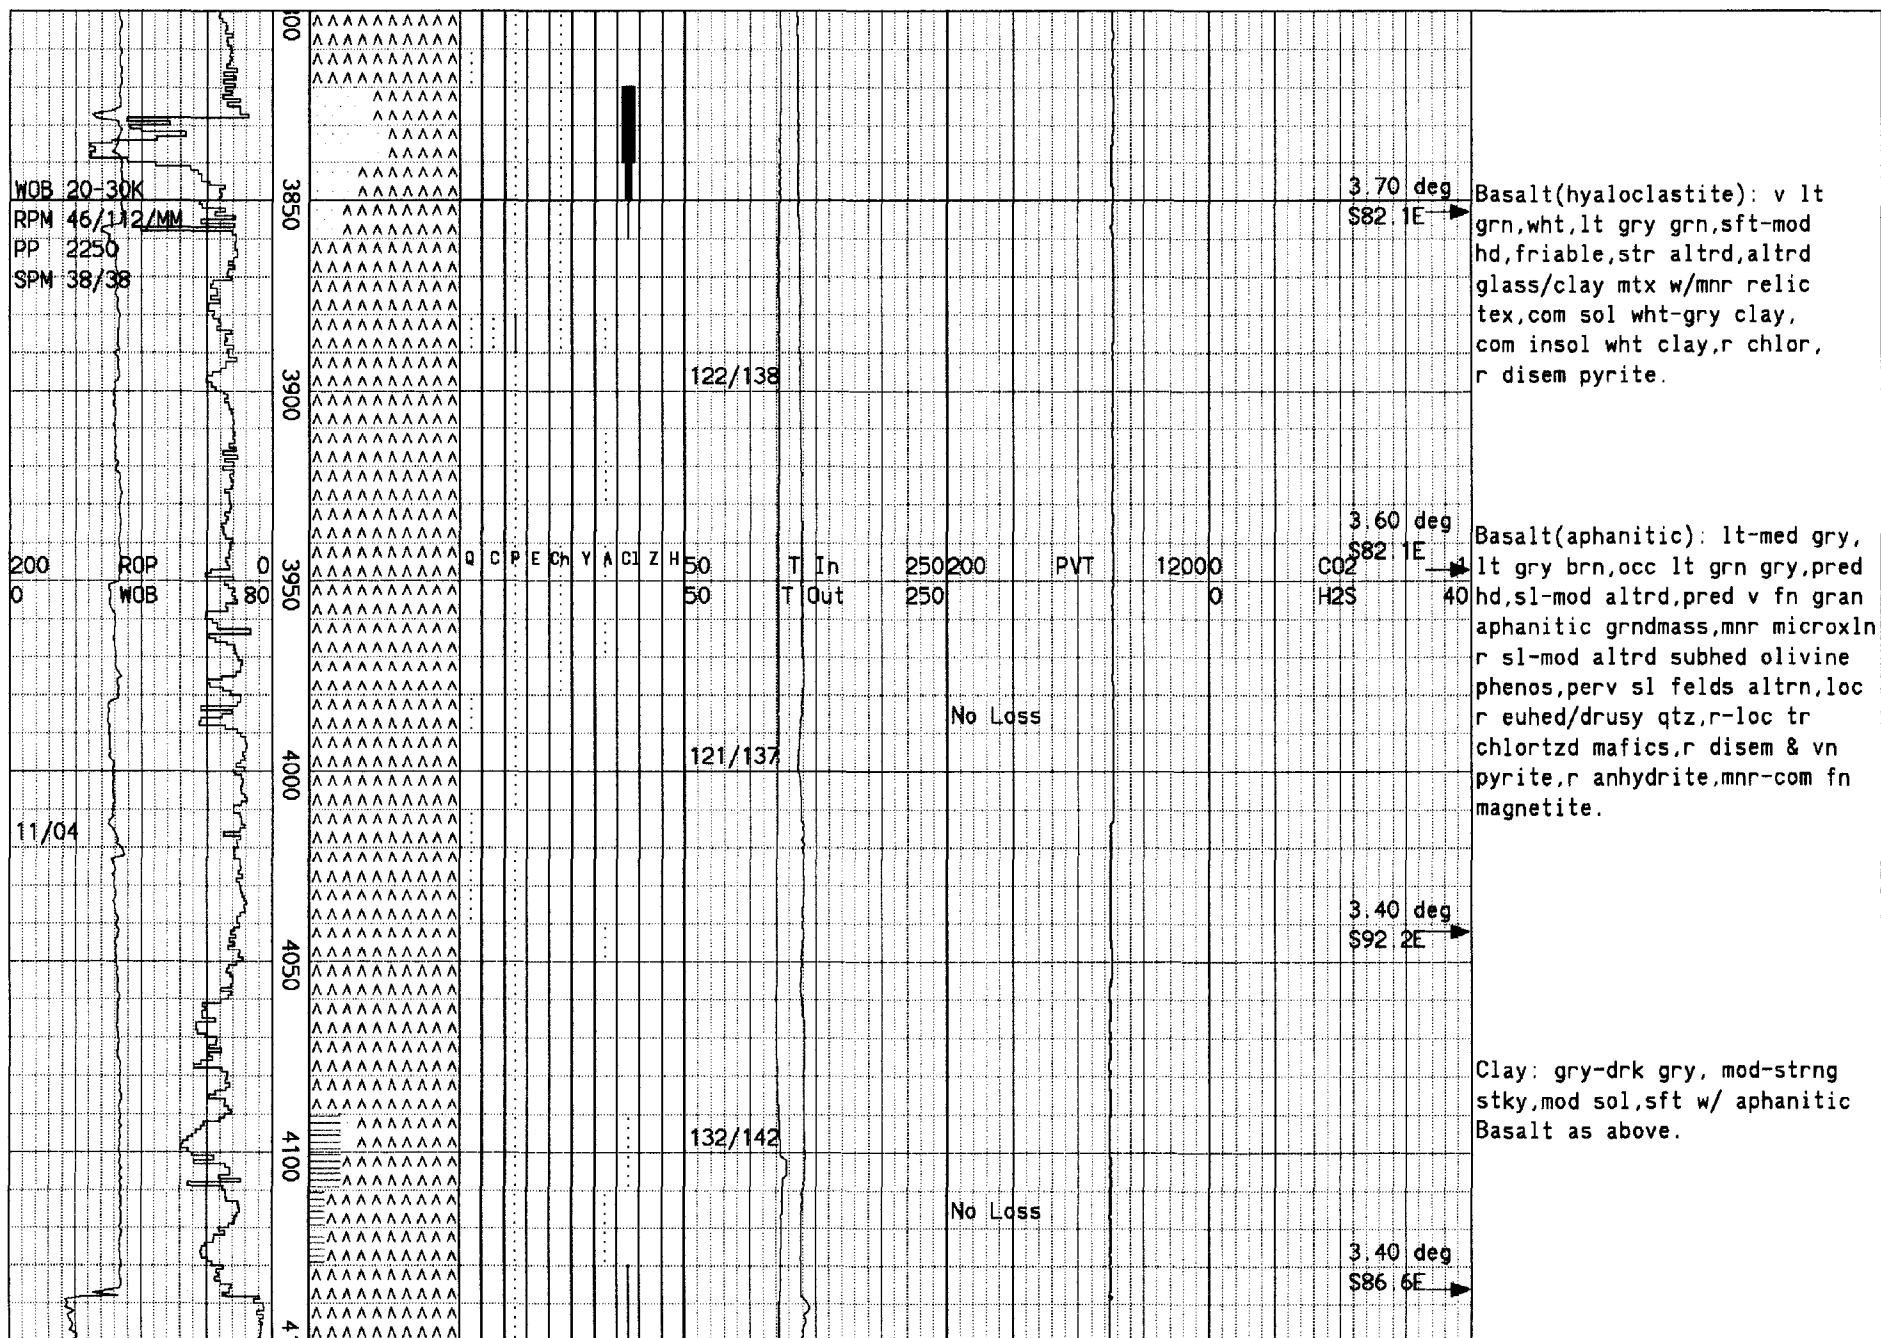 WOB 20-30K
RPM 46/112/MM
PP 2250
SPM 38/38
3850
3.70 deg
S82.1E
Basalt(hyaloclastite): v lt
grn,wht,lt gry grn,sft-mod
hd,friable,str altrd,altrd
glass/clay mtx w/mnr relic
tex,com sol wht-gry clay,
com insol wht clay,r chlor,
r disem pyrite.
122/138
3900
3.60 deg
S82.1E
200 ROP 0
0 WOB 80
3950
Q C P E Ch Y A Cl Z H
50 T In 250
50 T Out 250
200 PVT 1200
0 CO2 1
0 H2S 40
Basalt(aphanitic): lt-med gry,
lt gry brn,occ lt grn gry,pred
hd,sl-mod altrd,pred v fn gran
aphanitic grndmass,mnr microxln
r sl-mod altrd subhed olivine
phenos,perv sl felds altrn,loc
r euhed/drusy qtz,r-loc tr
chlortzd mafics,r disem & vn
pyrite,r anhydrite,mnr-com fn
magnetite.
No Loss
121/137
4000
11/04
3.40 deg
S92.2E
4050
Clay: gry-drk gry, mod-strng
stky,mod sol,sft w/ aphanitic
Basalt as above.
132/142
4100
No Loss
3.40 deg
S86.6E